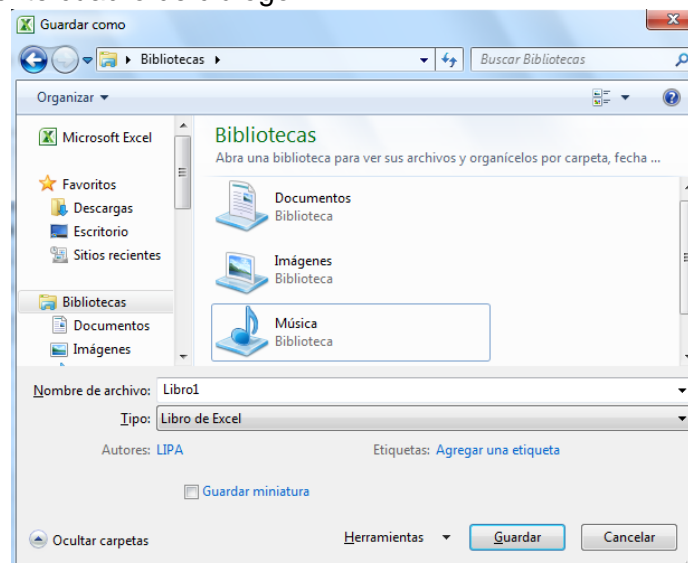 Guardar como
Bibliotecas
Buscar Bibliotecas
Organizar
Microsoft Excel
Favoritos
Descargas
Escritorio
Sitios recientes
Bibliotecas
Documentos
Imágenes
Bibliotecas
Abra una biblioteca para ver sus archivos y organícelos por carpeta, fecha ...
Documentos
Biblioteca
Imágenes
Biblioteca
Música
Biblioteca
Nombre de archivo: Libro1
Tipo: Libro de Excel
Autores: LIPA
Etiquetas: Agregar una etiqueta
Guardar miniatura
Ocultar carpetas
Herramientas
Guardar
Cancelar